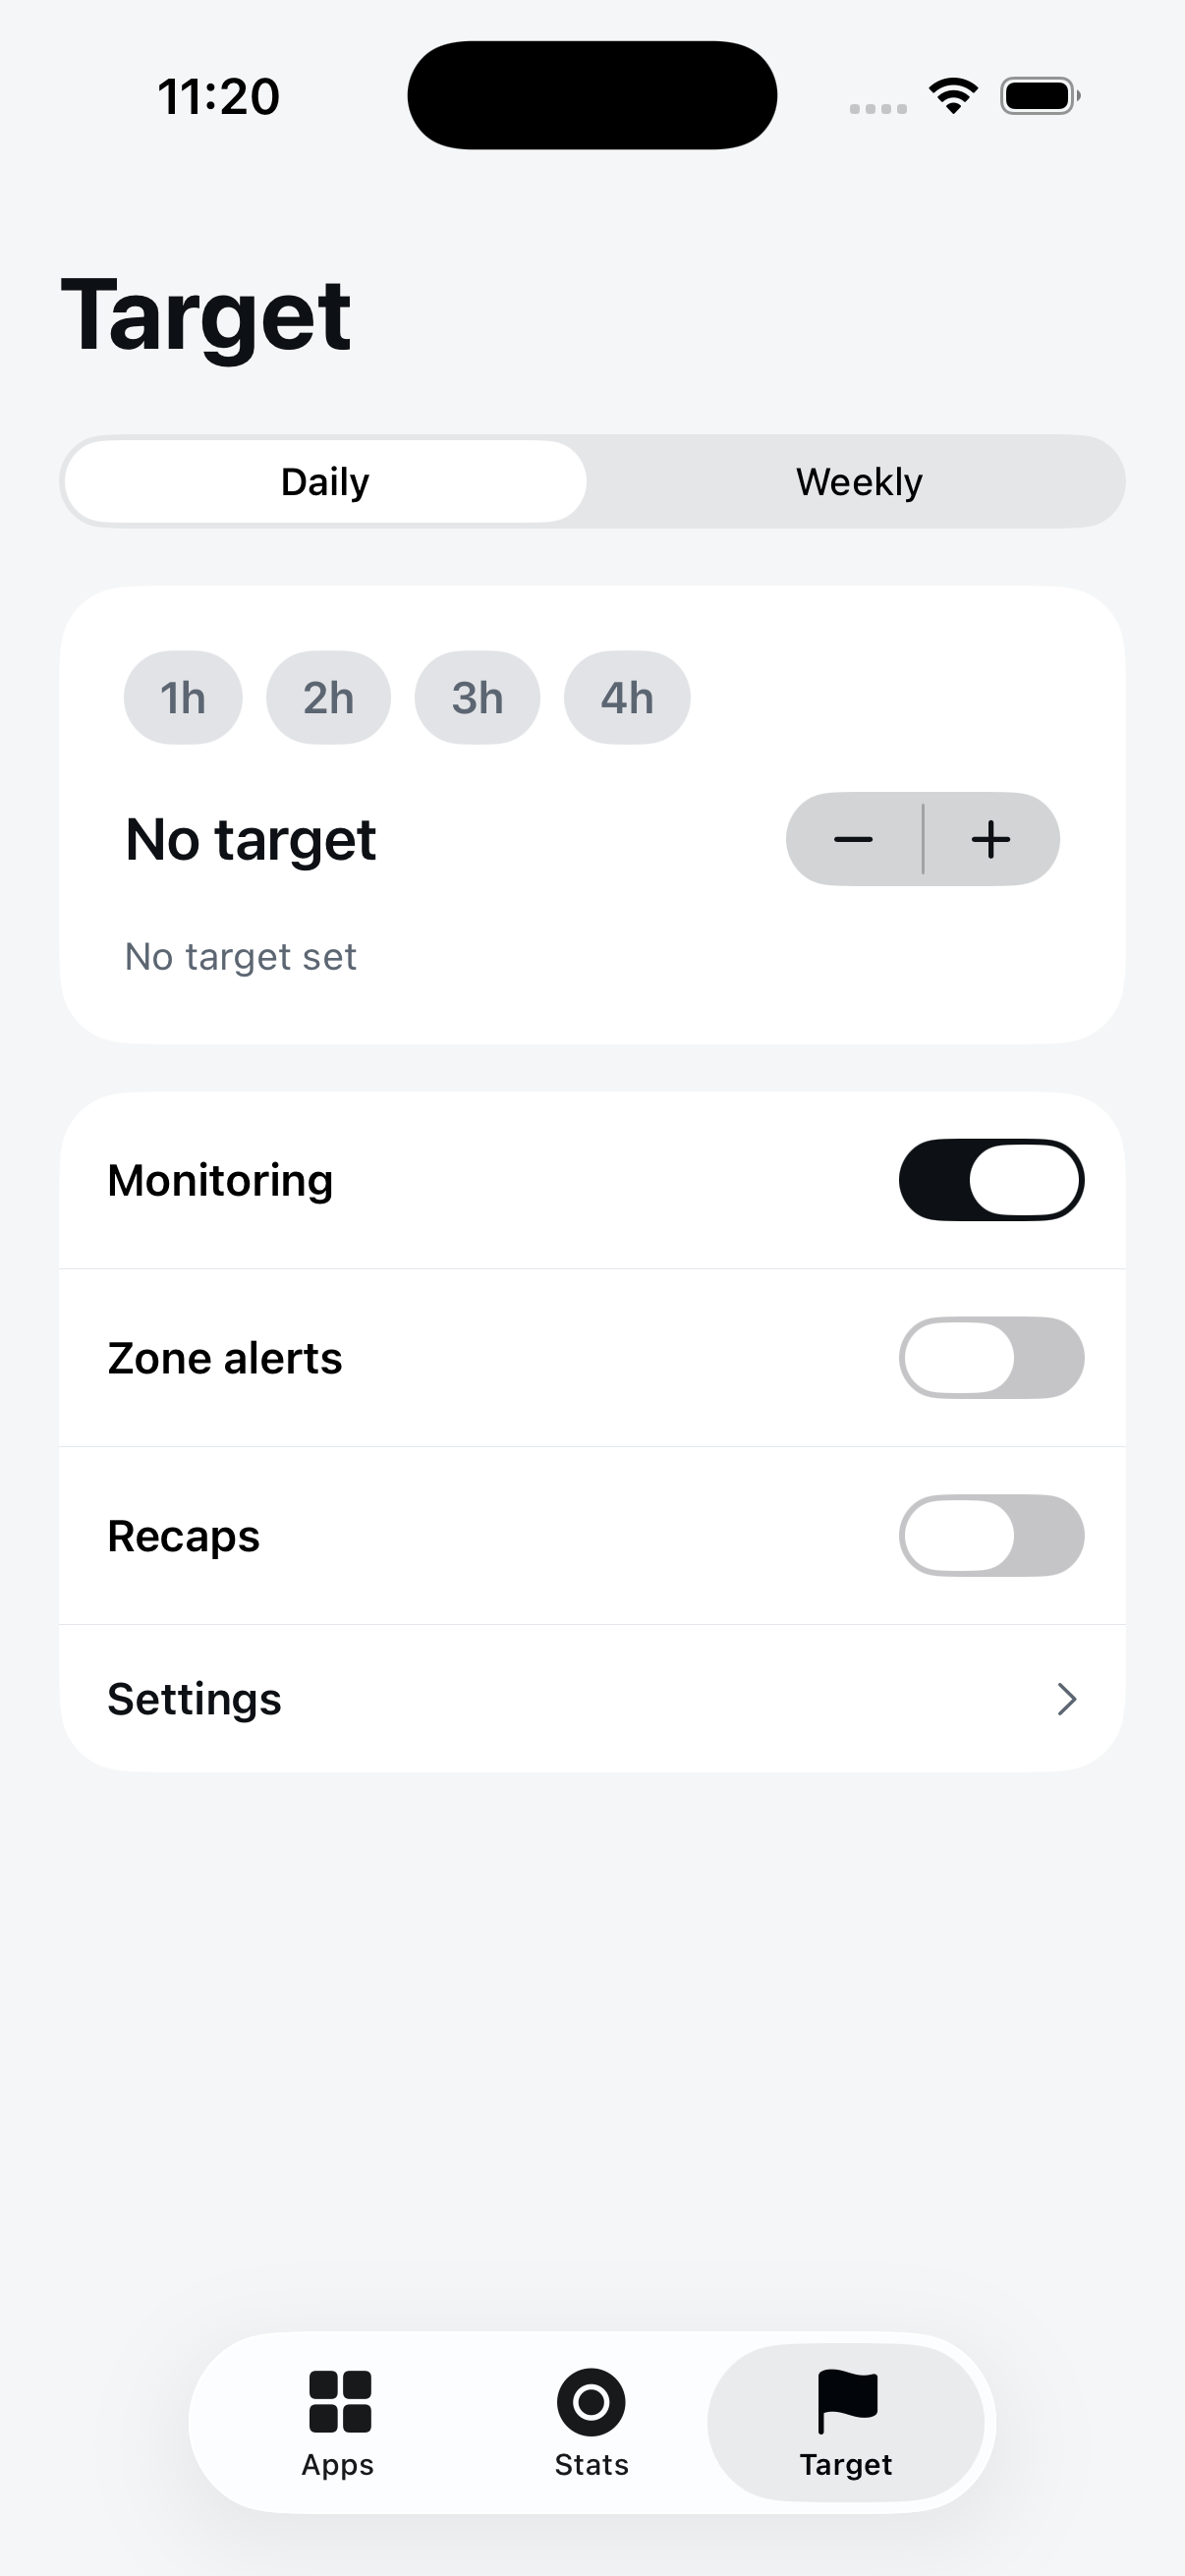 11:20
Target
Daily
Weekly
1h
2h
3h
4h
No target
No target set
Monitoring
Zone alerts
Recaps
Settings
Apps
Stats
Target